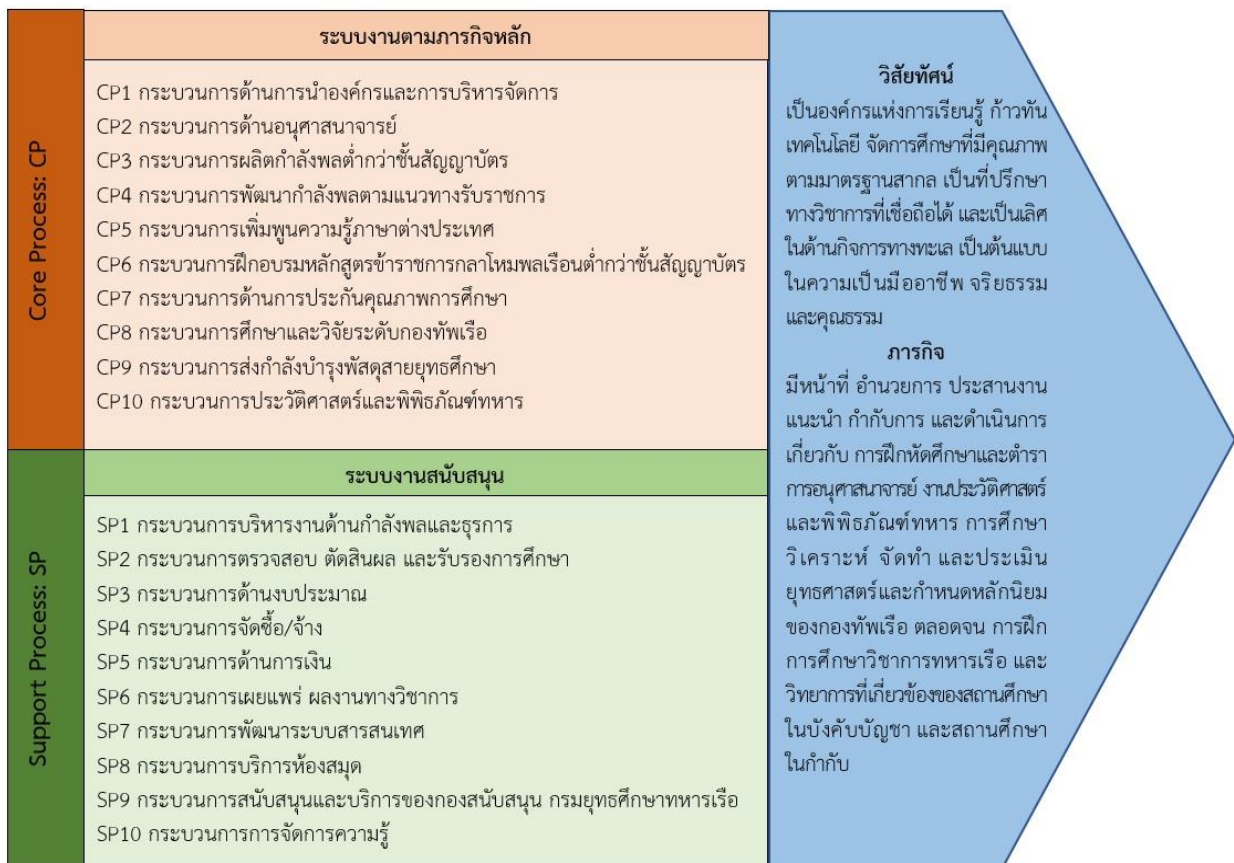 Core Process: CP
ระบบงานตามภารกิจหลัก
CP1 กระบวนการด้านการนำองค์กรและการบริหารจัดการ
CP2 กระบวนการด้านอนุศาสนาจารย์
CP3 กระบวนการผลิตกำลังพลต่ำกว่าชั้นสัญญาบัตร
CP4 กระบวนการพัฒนากำลังพลตามแนวทางรับราชการ
CP5 กระบวนการเพิ่มพูนความรู้ภาษาต่างประเทศ
CP6 กระบวนการฝึกอบรมหลักสูตรข้าราชการกลาโหมพลเรือนต่ำกว่าชั้นสัญญาบัตร
CP7 กระบวนการด้านการประกันคุณภาพการศึกษา
CP8 กระบวนการศึกษาและวิจัยระดับกองทัพเรือ
CP9 กระบวนการส่งกำลังบำรุงพัสดุสายยุทธศึกษา
CP10 กระบวนการประวัติศาสตร์และพิพิธภัณฑ์ทหาร
Support Process: SP
ระบบงานสนับสนุน
SP1 กระบวนการบริหารงานด้านกำลังพลและธุรการ
SP2 กระบวนการตรวจสอบ ตัดสินผล และรับรองการศึกษา
SP3 กระบวนการด้านงบประมาณ
SP4 กระบวนการจัดซื้อ/จ้าง
SP5 กระบวนการด้านการเงิน
SP6 กระบวนการเผยแพร่ ผลงานทางวิชาการ
SP7 กระบวนการพัฒนาระบบสารสนเทศ
SP8 กระบวนการบริการห้องสมุด
SP9 กระบวนการสนับสนุนและบริการของกองสนับสนุน กรมยุทธศึกษาทหารเรือ
SP10 กระบวนการการจัดการความรู้
วิสัยทัศน์
เป็นองค์กรแห่งการเรียนรู้ ก้าวทัน
เทคโนโลยี จัดการศึกษาที่มีคุณภาพ
ตามมาตรฐานสากล เป็นที่ปรึกษา
ทางวิชาการที่เชื่อถือได้ และเป็นเลิศ
ในด้านกิจการทางทะเล เป็นต้นแบบ
ในความเป็นมืออาชีพ จริยธรรม
และคุณธรรม
ภารกิจ
มีหน้าที่ อำนวยการ ประสานงาน
แนะนำ กำกับการ และดำเนินการ
เกี่ยวกับ การฝึกหัดศึกษาและตำรา
การอนุศาสนาจารย์ งานประวัติศาสตร์
และพิพิธภัณฑ์ทหาร การศึกษา
วิเคราะห์ จัดทำ และประเมิน
ยุทธศาสตร์และกำหนดหลักนิยม
ของกองทัพเรือ ตลอดจน การฝึก
การศึกษาวิชาการทหารเรือ และ
วิทยาการที่เกี่ยวข้องของสถานศึกษา
ในบังคับบัญชา และสถานศึกษา
ในกำกับ